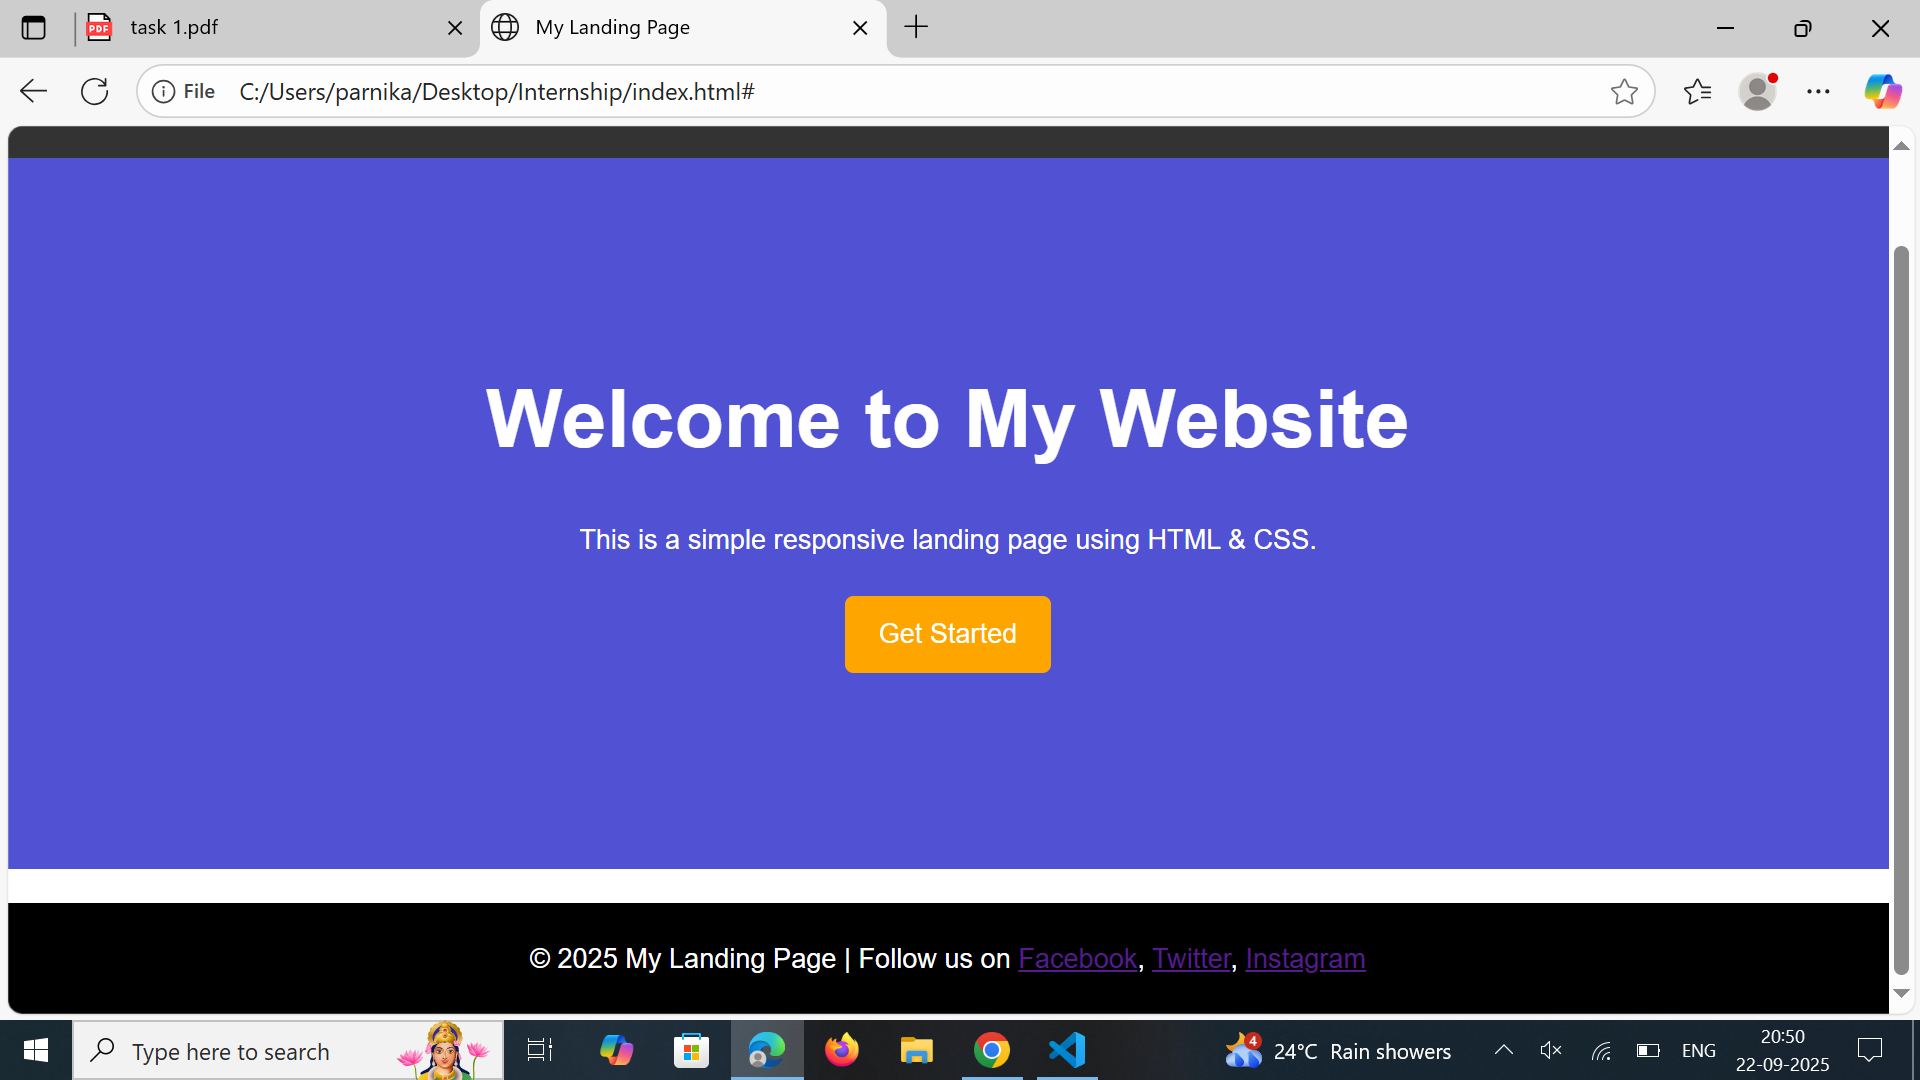 task 1.pdf
My Landing Page
File C:/Users/parnika/Desktop/Internship/index.html#
Welcome to My Website
This is a simple responsive landing page using HTML & CSS.
Get Started
© 2025 My Landing Page | Follow us on Facebook, Twitter, Instagram
Type here to search
4
24°C Rain showers
ENG
20:50
22-09-2025
PDF